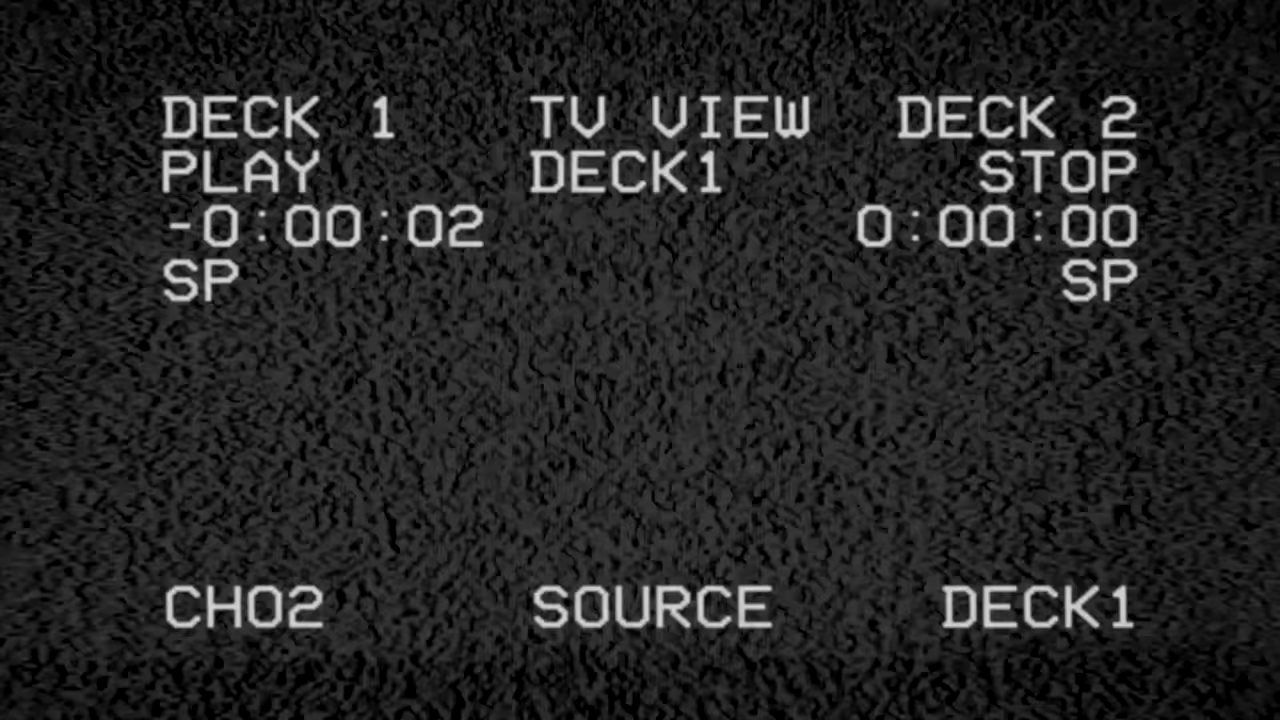 DECK 1 TV VIEW DECK 2
PLAY DECK1 STOP
-0:00:02 0:00:00
SP SP
CH02 SOURCE DECK1